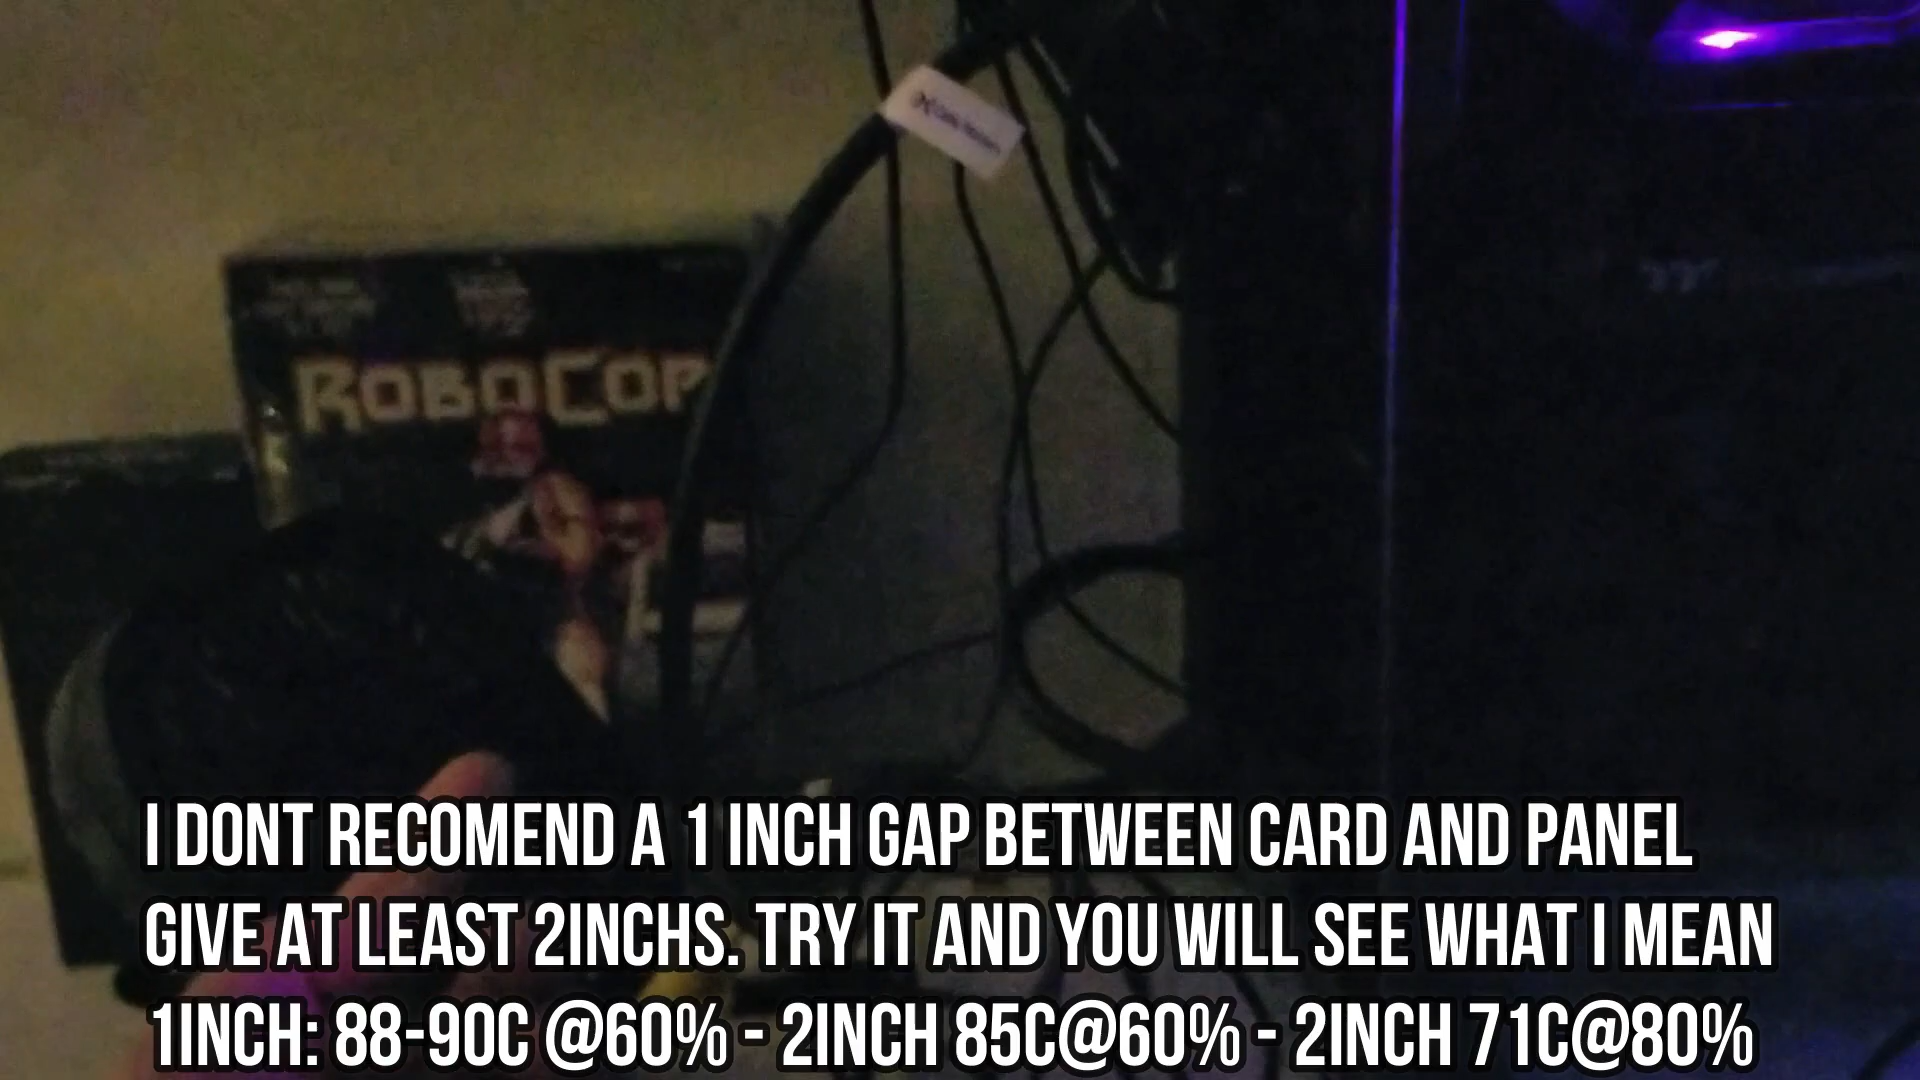 ROBOCOP
I DONT RECOMEND A 1 INCH GAP BETWEEN CARD AND PANEL
GIVE AT LEAST 2INCHS. TRY IT AND YOU WILL SEE WHAT I MEAN
1INCH: 88-90C @60% - 2INCH 85C@60% - 2INCH 71C@80%